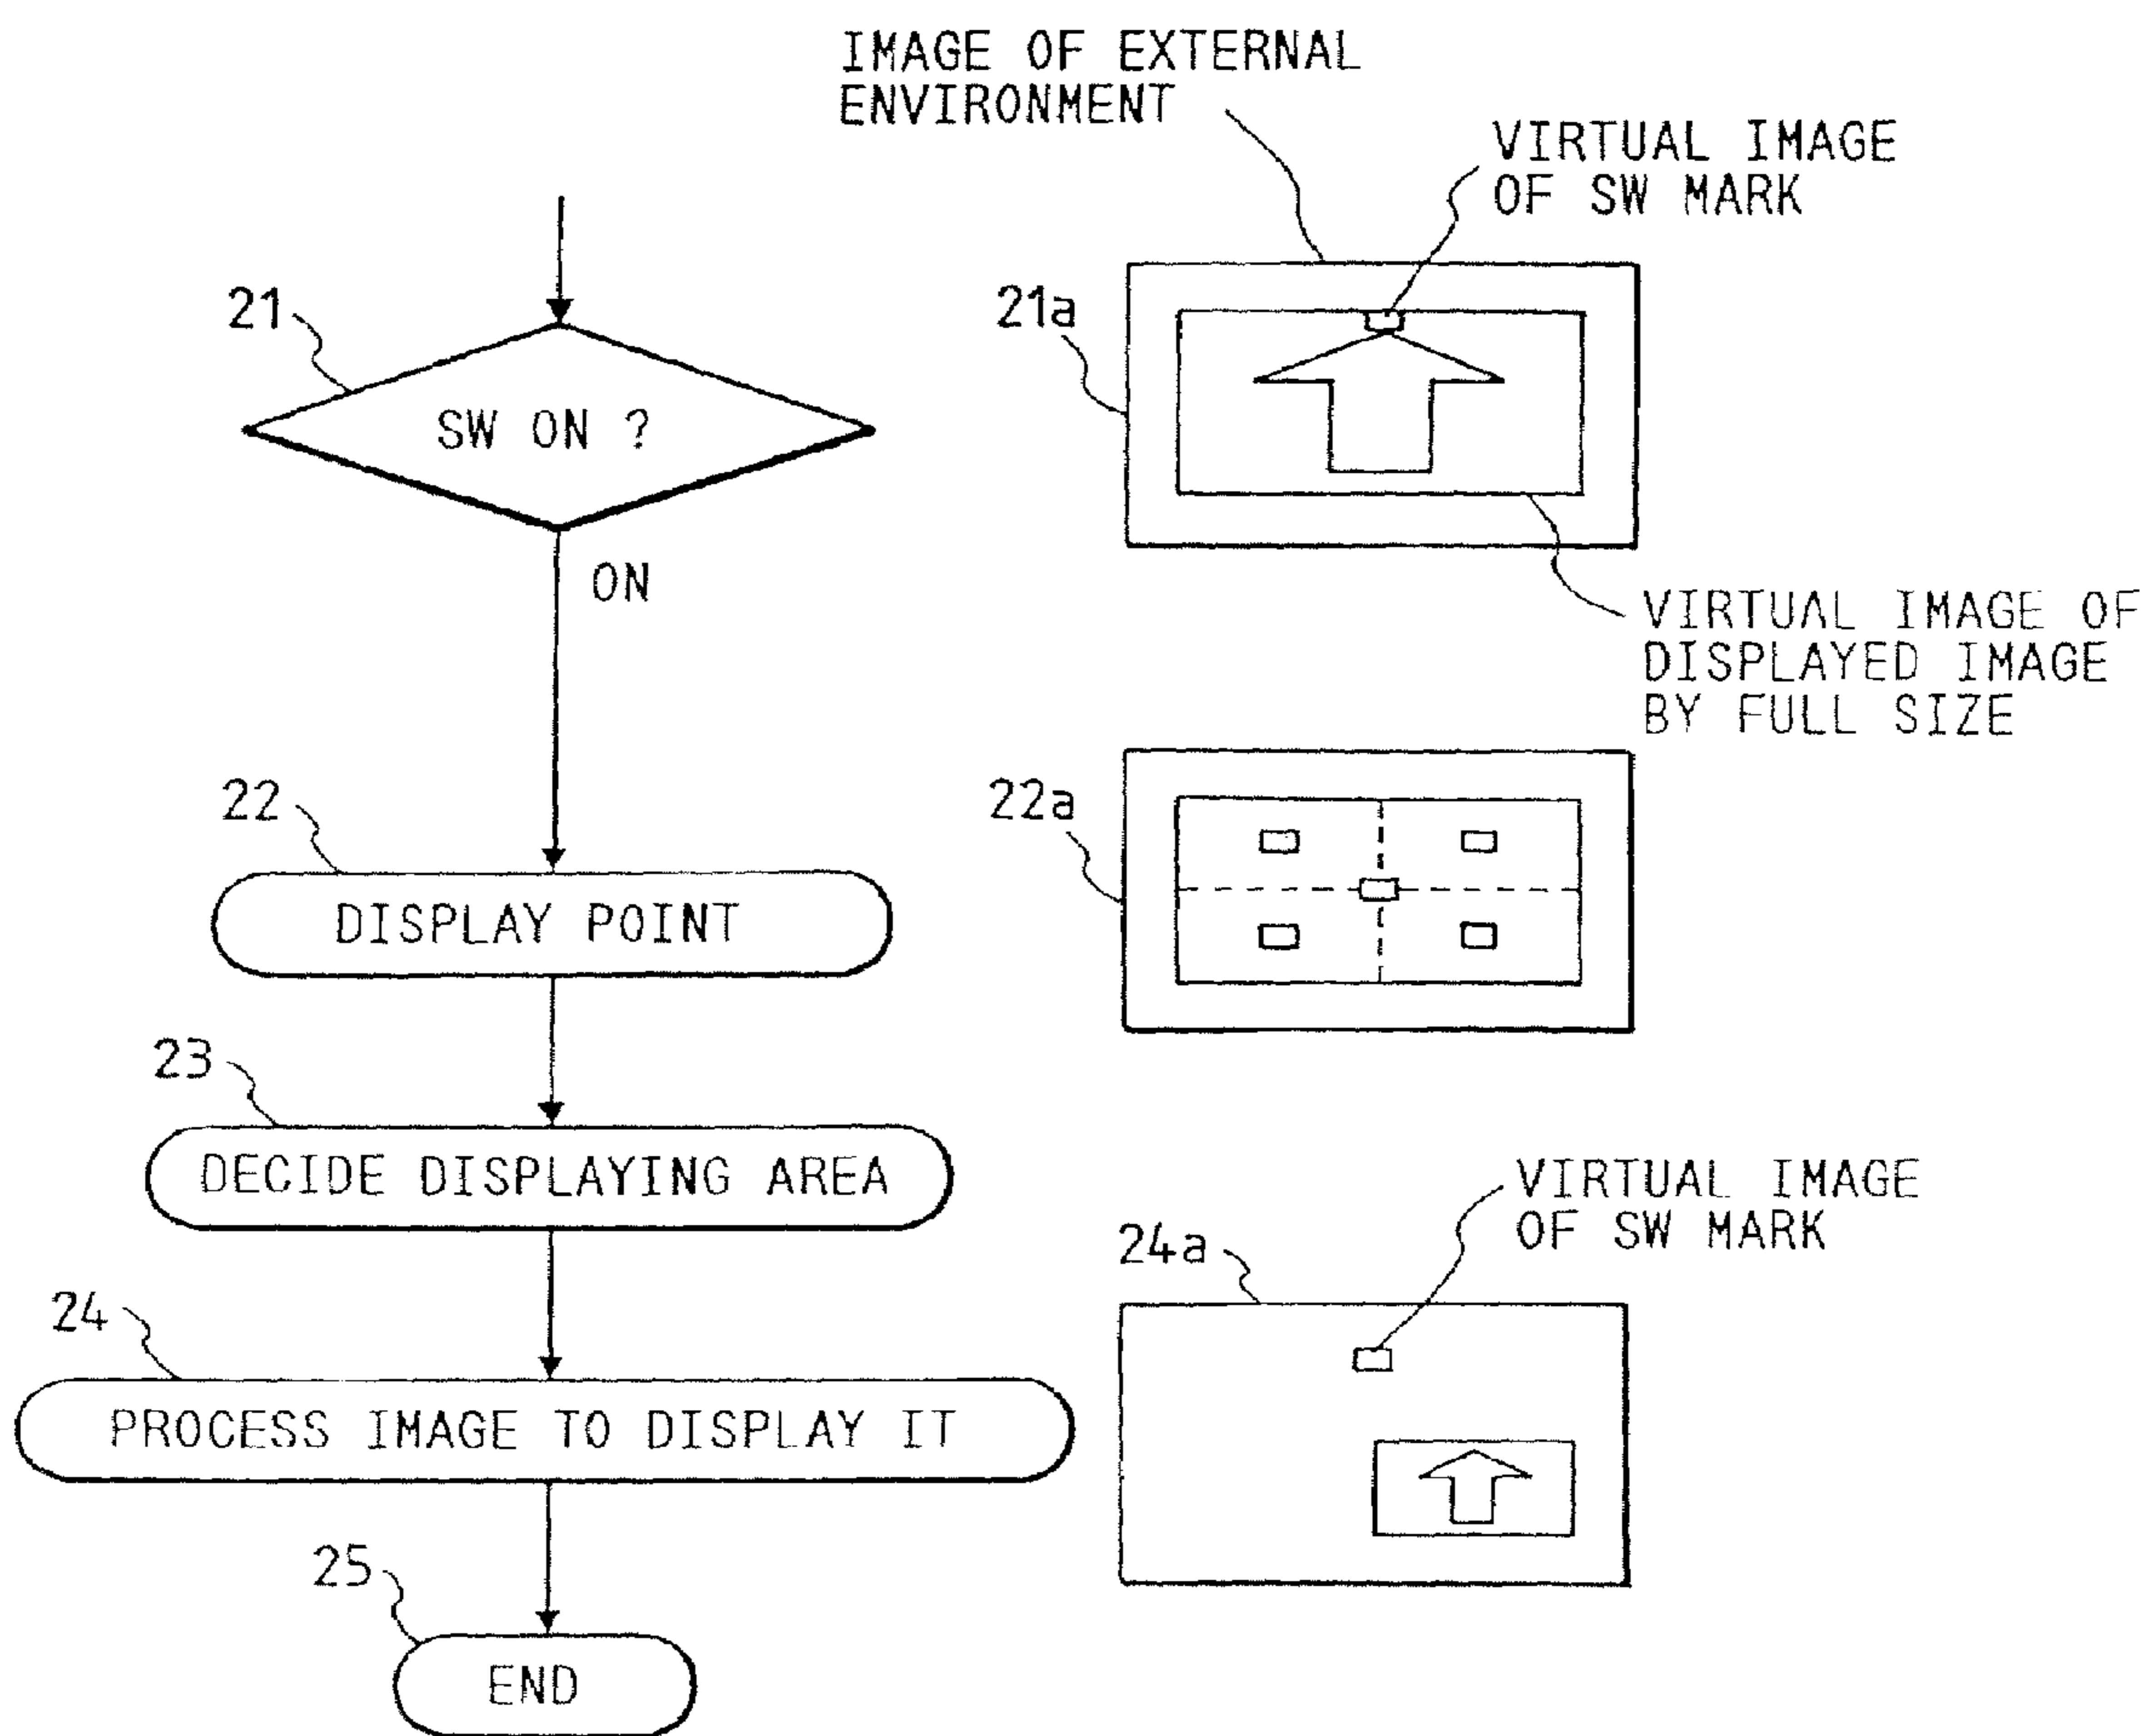 IMAGE OF EXTERNAL
ENVIRONMENT
VIRTUAL IMAGE
OF SW MARK
21
21a
SW ON ?
ON
VIRTUAL IMAGE OF
DISPLAYED IMAGE
BY FULL SIZE
22
22a
DISPLAY POINT
23
DECIDE DISPLAYING AREA
VIRTUAL IMAGE
OF SW MARK
24a
24
PROCESS IMAGE TO DISPLAY IT
25
END